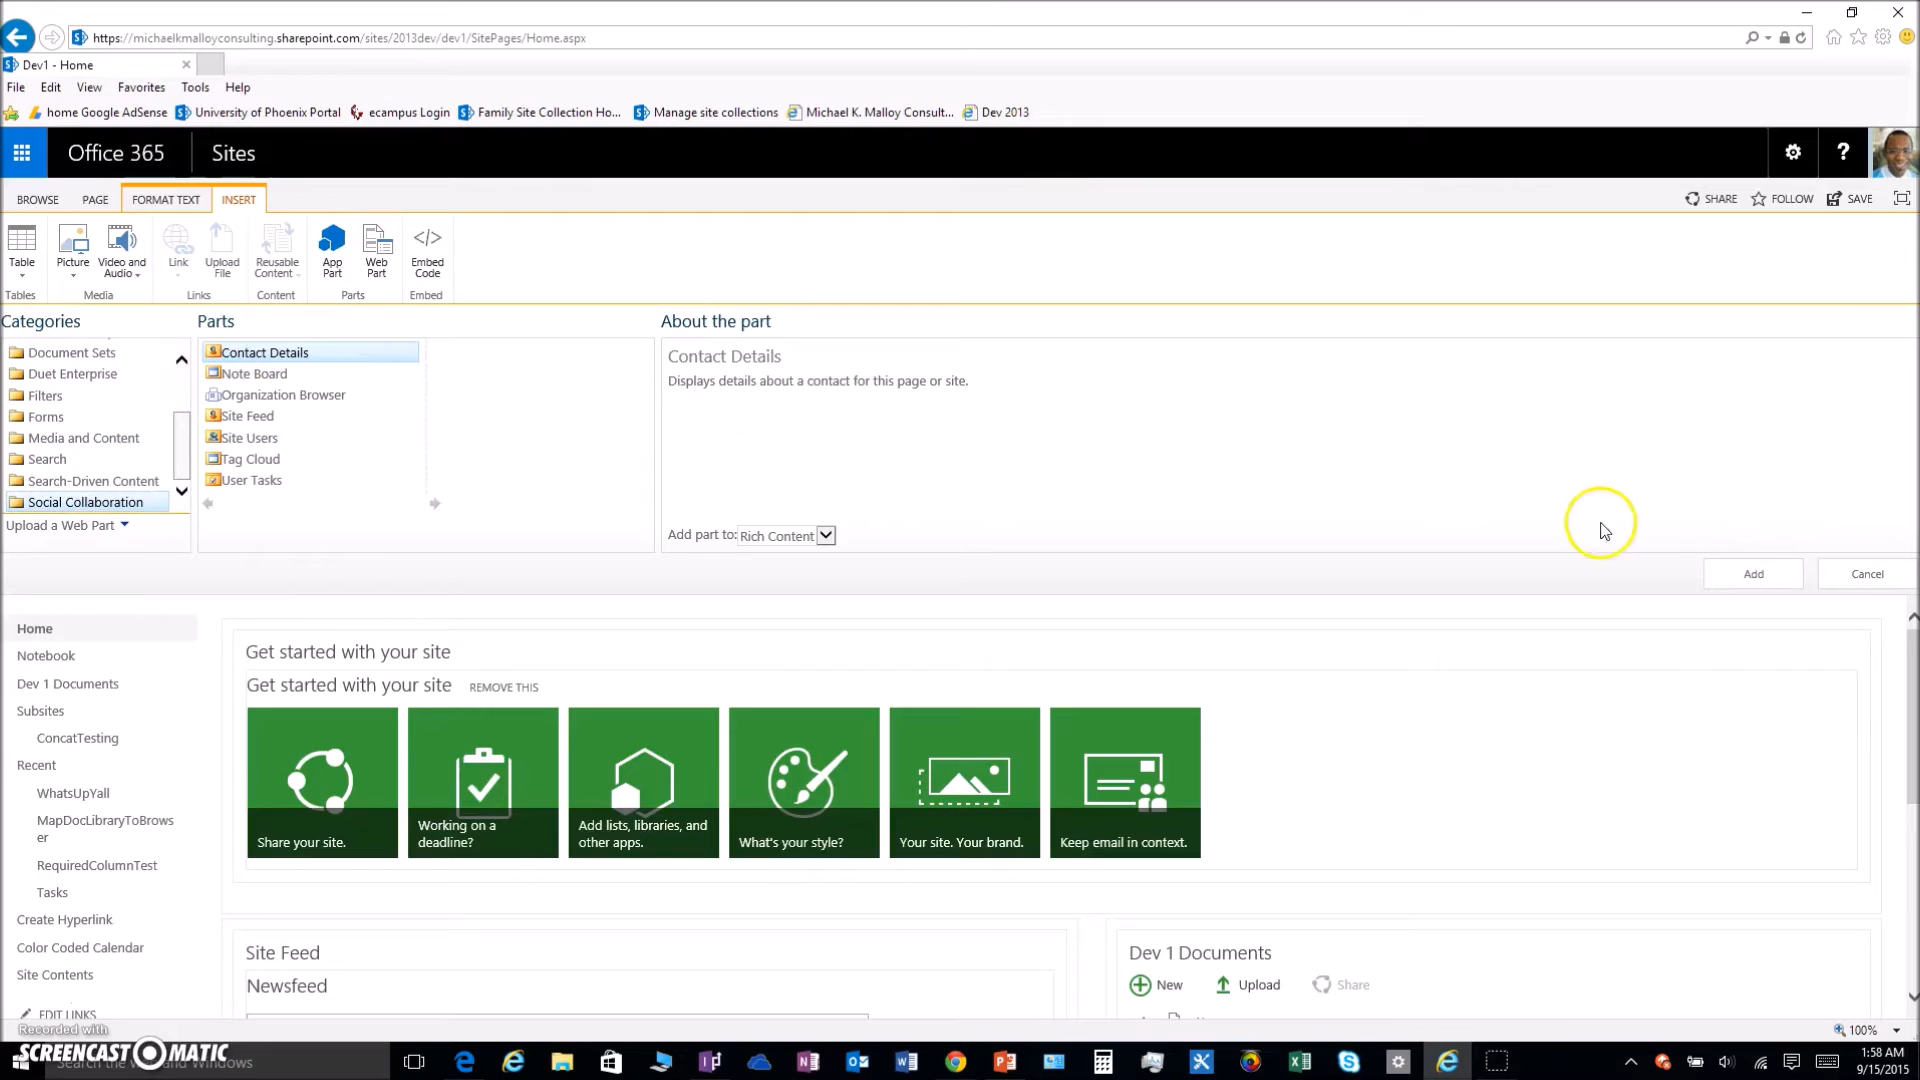 https://michaelkmalloyconsulting.sharepoint.com/sites/2013dev/dev1/SitePages/Home.aspx
Dev1 - Home
File Edit View Favorites Tools Help
home Google AdSense University of Phoenix Portal ecampus Login Family Site Collection Ho... Manage site collections Michael K. Malloy Consult... Dev 2013
Office 365 Sites ?
BROWSE PAGE FORMAT TEXT INSERT SHARE FOLLOW SAVE
Table Picture Video and Audio Link Upload File Reusable Content App Part Web Part Embed Code
Tables Media Links Content Parts Embed
Categories Parts About the part
Document Sets
Duet Enterprise
Filters
Forms
Media and Content
Search
Search-Driven Content
Social Collaboration
Upload a Web Part
Contact Details
Note Board
Organization Browser
Site Feed
Site Users
Tag Cloud
User Tasks
Contact Details
Displays details about a contact for this page or site.
Add part to: Rich Content
Add Cancel
Home
Notebook
Dev 1 Documents
Subsites
ConcatTesting
Recent
WhatsUpYall
MapDocLibraryToBrows
er
RequiredColumnTest
Tasks
Create Hyperlink
Color Coded Calendar
Site Contents
EDIT LINKS
Get started with your site
Get started with your site REMOVE THIS
Share your site.
Working on a
deadline?
Add lists, libraries, and
other apps.
What's your style?
Your site. Your brand.
Keep email in context.
Site Feed
Newsfeed
Dev 1 Documents
New Upload Share
100%
Recorded with
SCREENCAST MATIC
Search the web and Windows
1:58 AM
9/15/2015